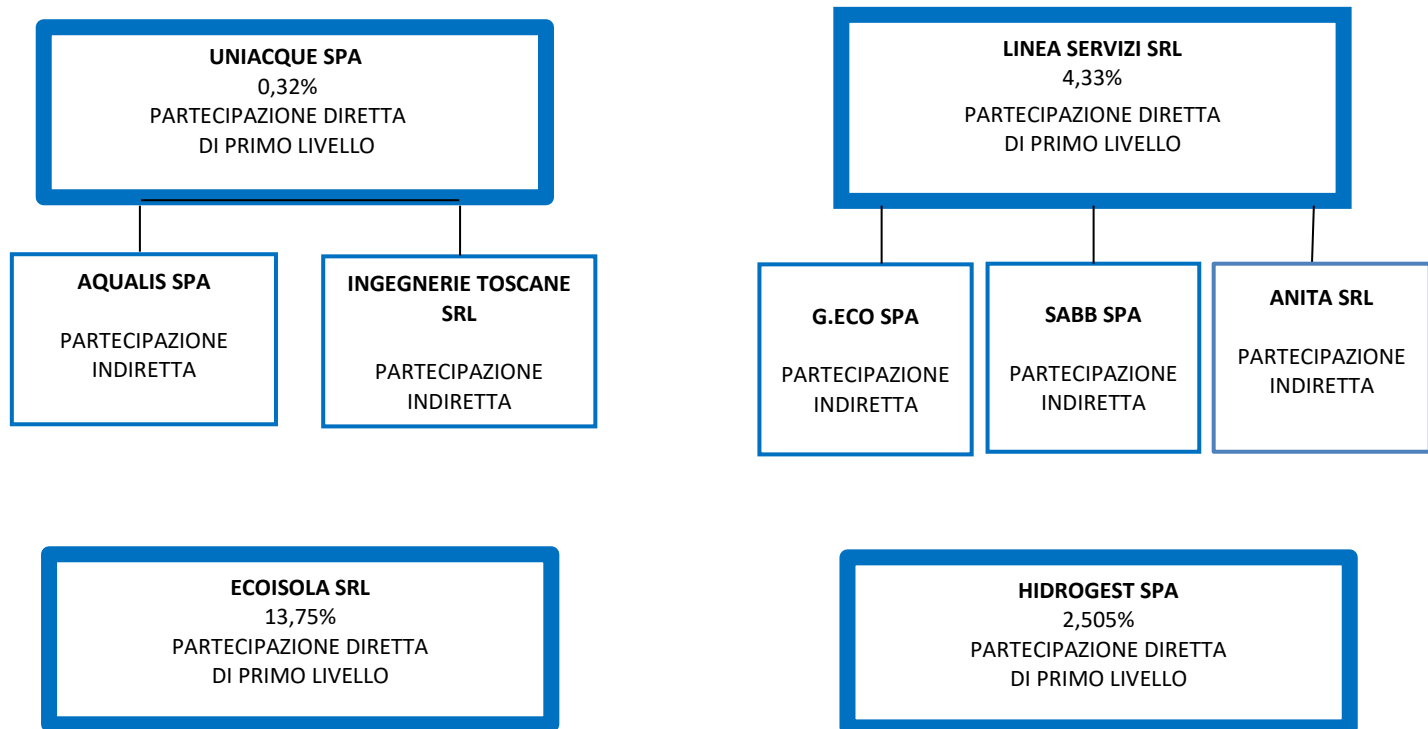 UNIACQUE SPA
0,32%
PARTECIPAZIONE DIRETTA
DI PRIMO LIVELLO
LINEA SERVIZI SRL
4,33%
PARTECIPAZIONE DIRETTA
DI PRIMO LIVELLO
AQUALIS SPA
PARTECIPAZIONE
INDIRETTA
INGEGNERIE TOSCANE
SRL
PARTECIPAZIONE
INDIRETTA
G.ECO SPA
PARTECIPAZIONE
INDIRETTA
SABB SPA
PARTECIPAZIONE
INDIRETTA
ANITA SRL
PARTECIPAZIONE
INDIRETTA
ECOISOLA SRL
13,75%
PARTECIPAZIONE DIRETTA
DI PRIMO LIVELLO
HIDROGEST SPA
2,505%
PARTECIPAZIONE DIRETTA
DI PRIMO LIVELLO